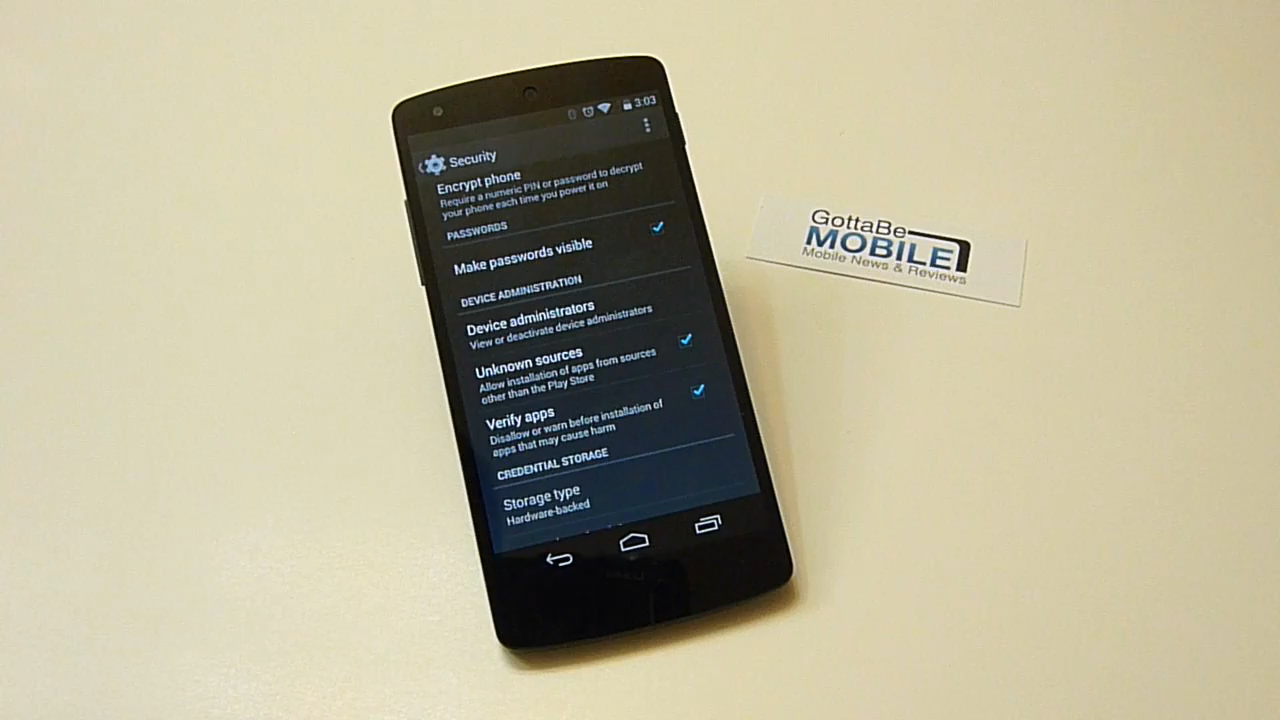 3:03
Security
Encrypt phone
Require a numeric PIN or password to decrypt
your phone each time you power it on
PASSWORDS
Make passwords visible
DEVICE ADMINISTRATION
Device administrators
View or deactivate device administrators
Unknown sources
Allow installation of apps from sources
other than the Play Store
Verify apps
Disallow or warn before installation of
apps that may cause harm
CREDENTIAL STORAGE
Storage type
Hardware-backed
GottaBe
MOBILE
Mobile News & Reviews